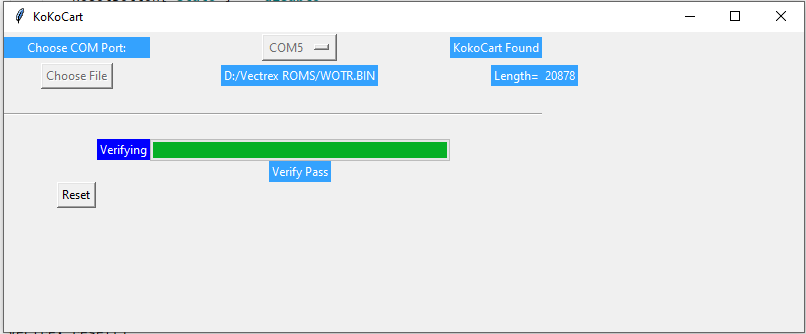 KoKoCart
Choose COM Port: COM5 KokoCart Found
Choose File D:/Vectrex ROMS/WOTR.BIN Length= 20878
Verifying
Verify Pass
Reset